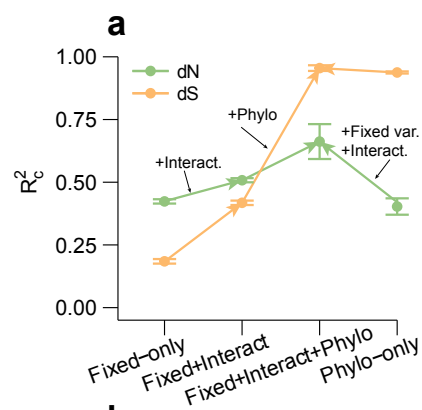 a
1.00
0.75
0.50
0.25
0.00
R²c
dN
dS
+Interact.
+Phylo
+Fixed var.
+Interact.
Fixed−only
Fixed+Interact
Fixed+Interact+Phylo
Phylo−only